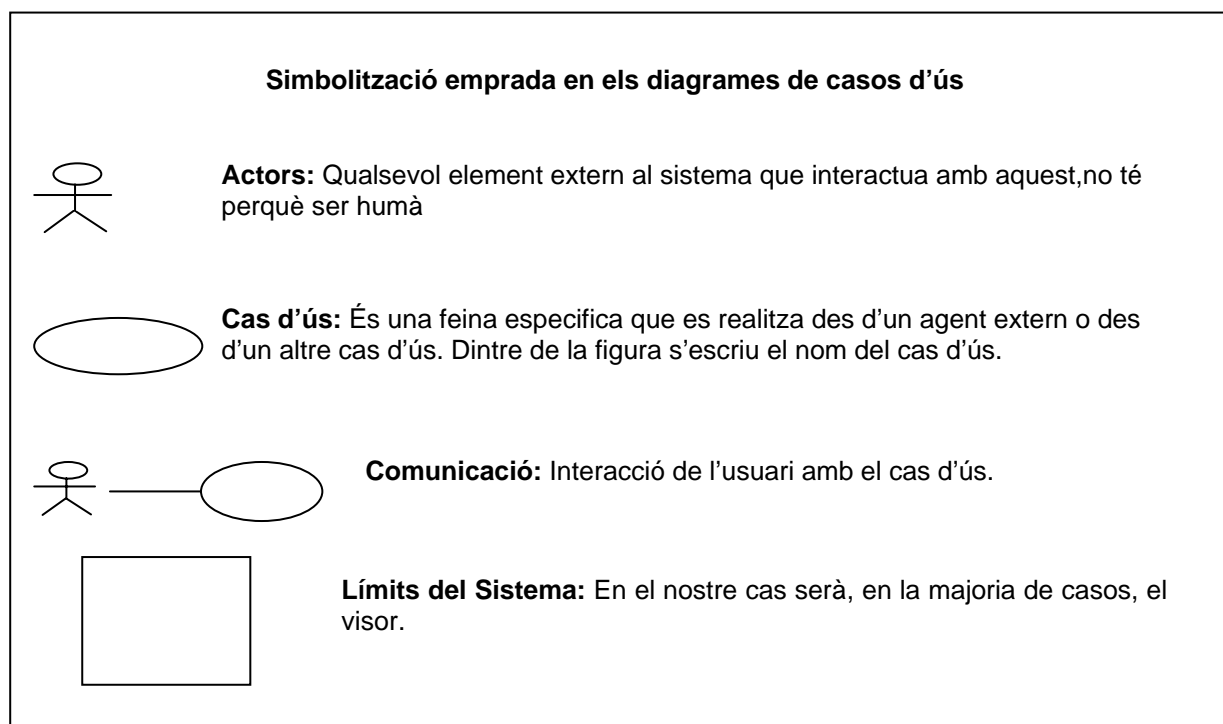 Simbolització emprada en els diagrames de casos d’ús
Actors: Qualsevol element extern al sistema que interactua amb aquest,no té
perquè ser humà
Cas d’ús: És una feina especifica que es realitza des d’un agent extern o des
d’un altre cas d’ús. Dintre de la figura s’escriu el nom del cas d’ús.
Comunicació: Interacció de l’usuari amb el cas d’ús.
Límits del Sistema: En el nostre cas serà, en la majoria de casos, el
visor.